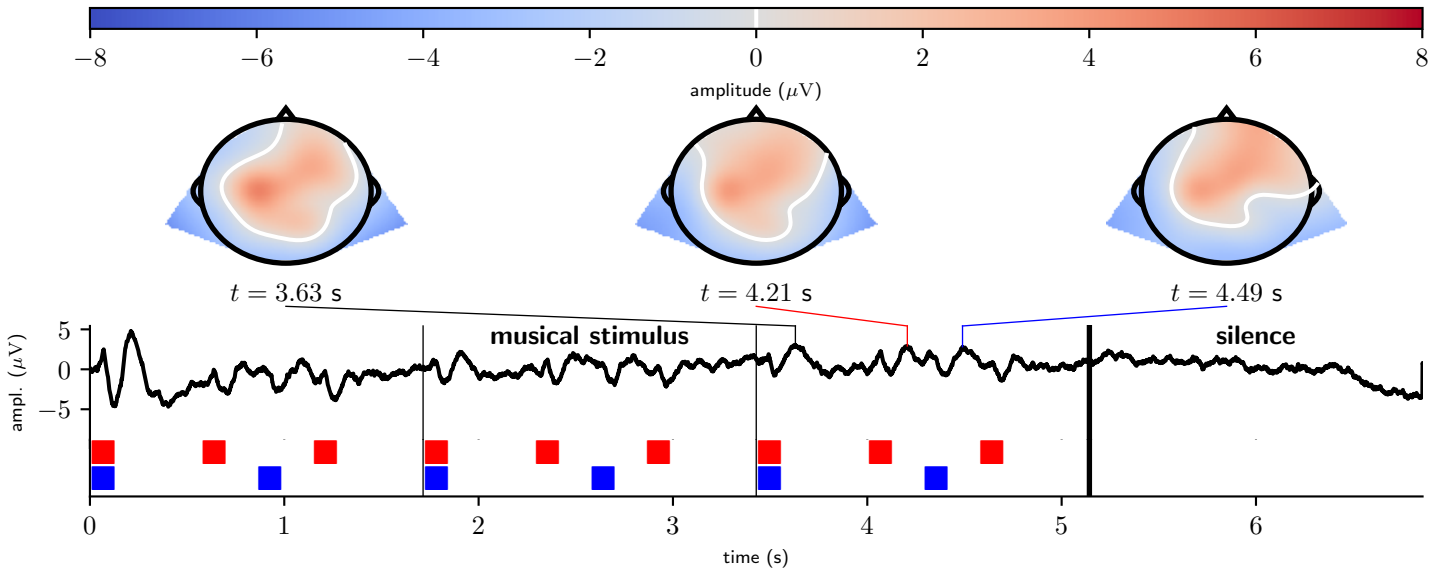 −8 −6 −4 −2 0 2 4 6 8
amplitude (μV)
t = 3.63 s t = 4.21 s t = 4.49 s
musical stimulus silence
5
0
−5
ampl. (μV)
0 1 2 3 4 5 6
time (s)